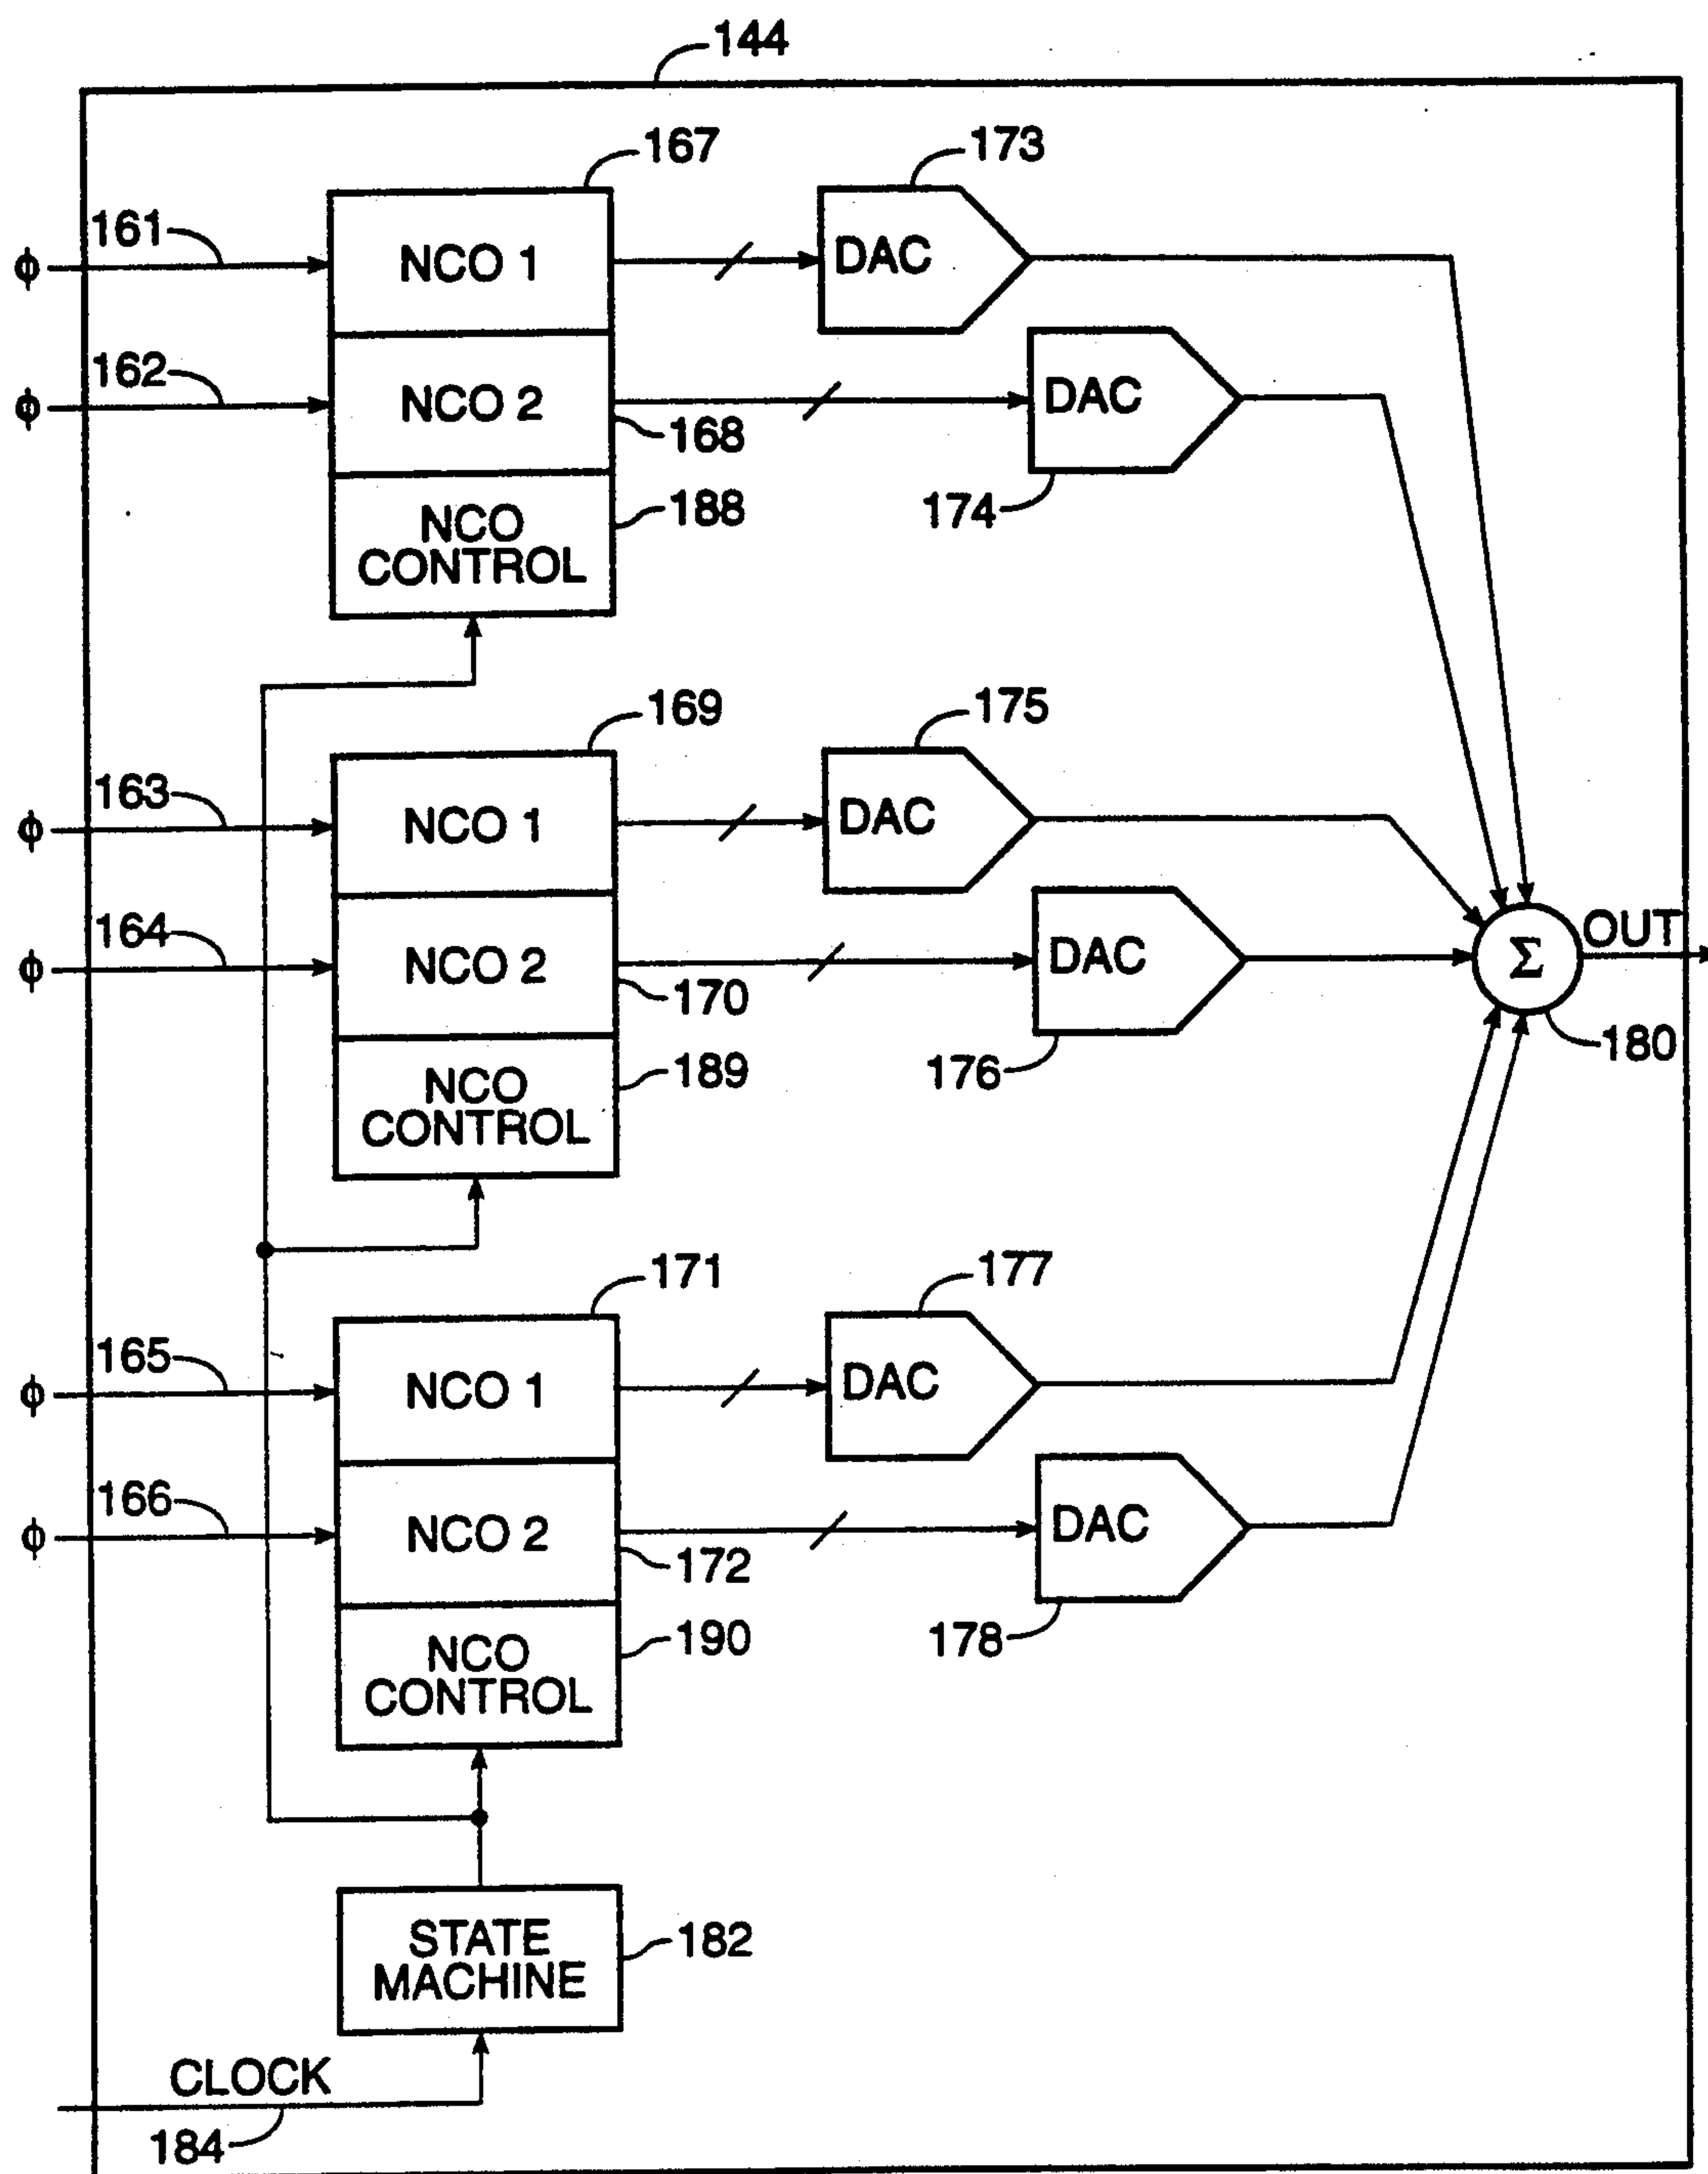 144
167
173
161
ϕ
NCO 1
DAC
162
ϕ
NCO 2
DAC
168
174
188
NCO
CONTROL
169
175
163
ϕ
NCO 1
DAC
164
ϕ
NCO 2
DAC
OUT
Σ
170
180
176
189
NCO
CONTROL
171
177
165
ϕ
NCO 1
DAC
166
ϕ
NCO 2
DAC
172
178
190
NCO
CONTROL
STATE
MACHINE
182
CLOCK
184